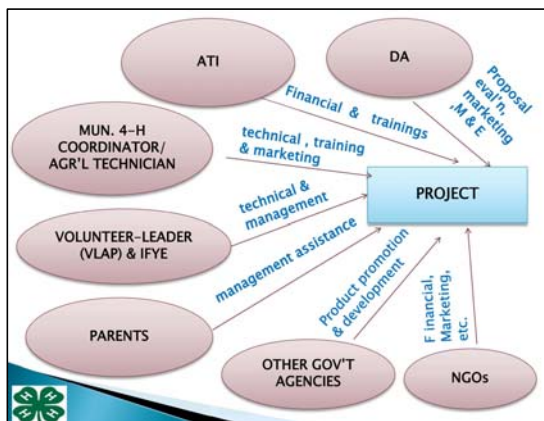 ATI
DA
Financial & trainings
Proposal
eval'n,
marketing
,M & E
MUN. 4-H
COORDINATOR/
AGR'L TECHNICIAN
technical , training
& marketing
PROJECT
technical &
management
VOLUNTEER-LEADER
(VLAP) & IFYE
management assistance
PARENTS
Product promotion
& development
F inancial,
Marketing,
etc.
OTHER GOV'T
AGENCIES
NGOs
H H
H H